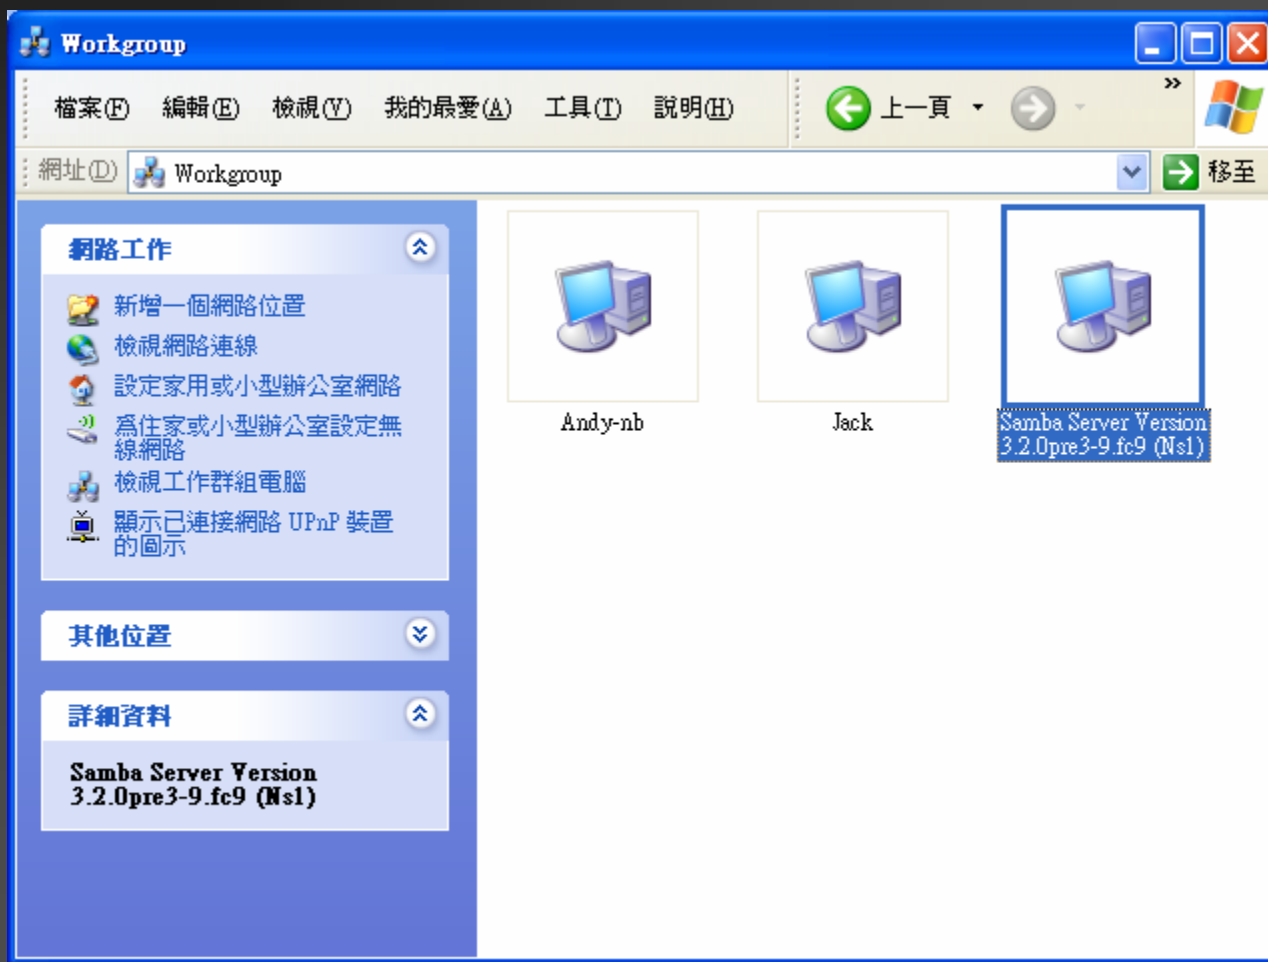 Workgroup
檔案(F) 編輯(E) 檢視(V) 我的最愛(A) 工具(T) 說明(H) 上一頁 »
網址(D) Workgroup 移至
網路工作
新增一個網路位置
檢視網路連線
設定家用或小型辦公室網路
為住家或小型辦公室設定無
線網路
檢視工作群組電腦
顯示已連接網路 UPnP 裝置
的圖示
其他位置
詳細資料
Samba Server Version
3.2.0pre3-9.fc9 (Ns1)
Andy-nb
Jack
Samba Server Version
3.2.0pre3-9.fc9 (Ns1)